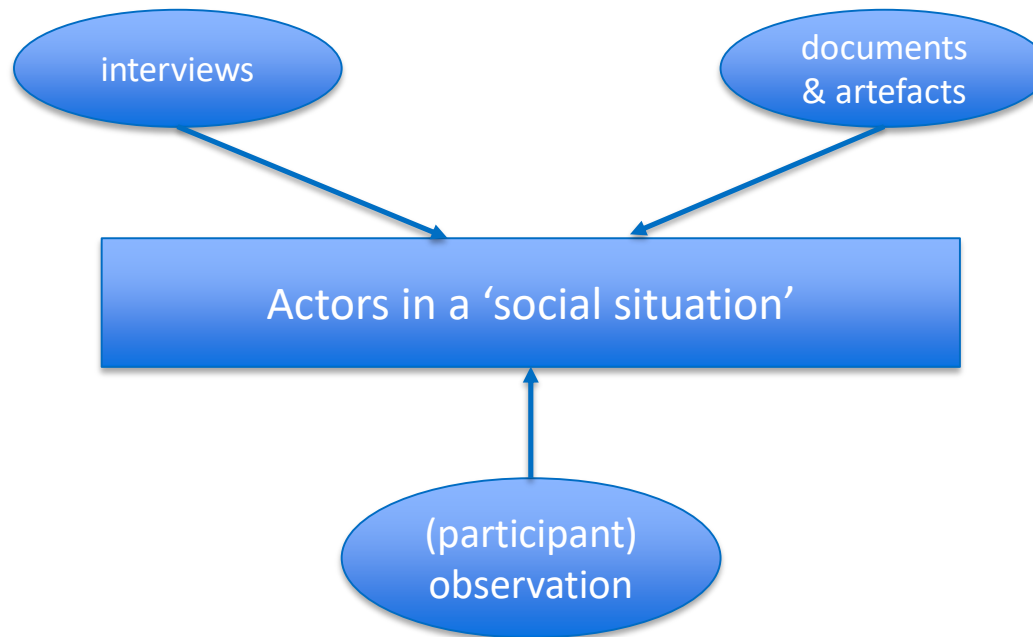 interviews
documents
& artefacts
Actors in a ‘social situation’
(participant)
observation